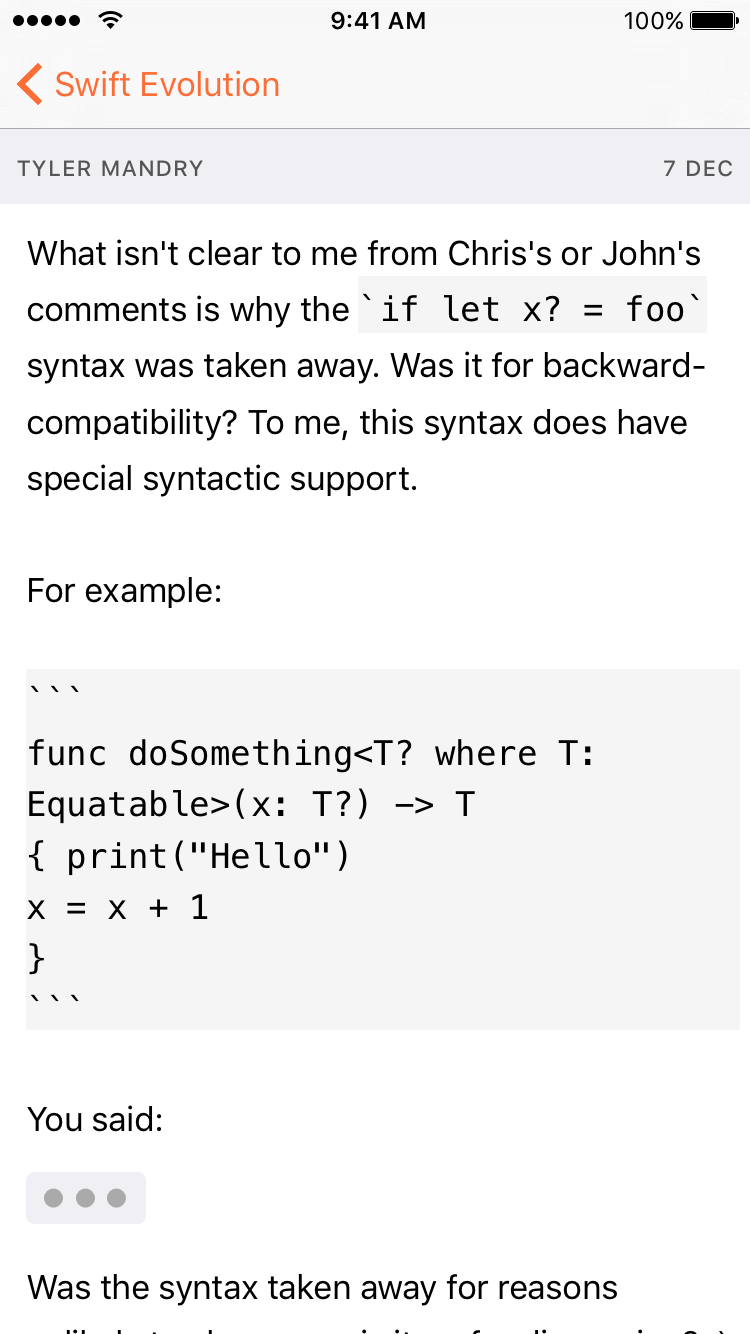 9:41 AM 100%
Swift Evolution
TYLER MANDRY 7 DEC
What isn't clear to me from Chris's or John's
comments is why the `if let x? = foo`
syntax was taken away. Was it for backward-
compatibility? To me, this syntax does have
special syntactic support.
For example:
```
func doSomething<T? where T:
Equatable>(x: T?) –> T
{ print("Hello")
x = x + 1
}
```
You said:
Was the syntax taken away for reasons